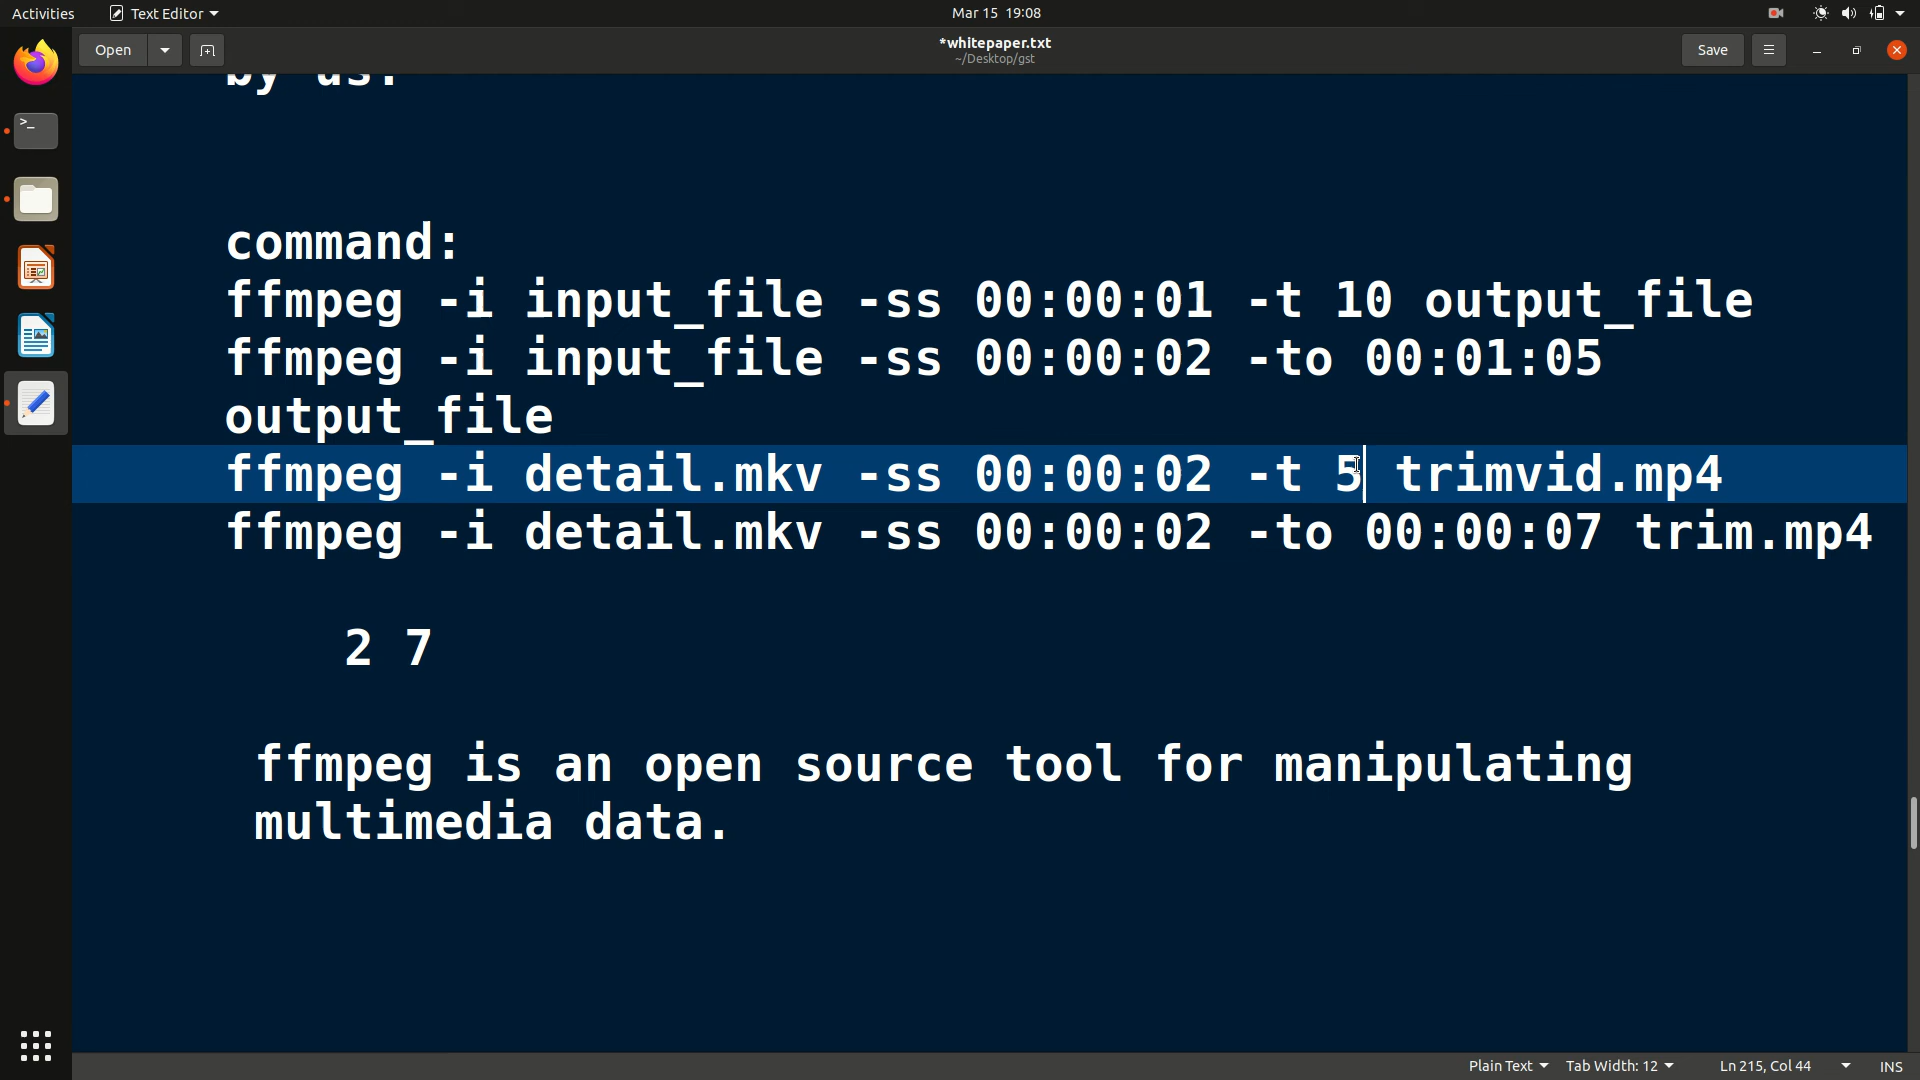 Activities Text Editor Mar 15 19:08
Open *whitepaper.txt Save
~/Desktop/gst
by us.
command:
ffmpeg -i input_file -ss 00:00:01 -t 10 output_file
ffmpeg -i input_file -ss 00:00:02 -to 00:01:05
output_file
ffmpeg -i detail.mkv -ss 00:00:02 -t 5 trimvid.mp4
ffmpeg -i detail.mkv -ss 00:00:02 -to 00:00:07 trim.mp4
2 7
ffmpeg is an open source tool for manipulating
multimedia data.
Plain Text Tab Width: 12 Ln 215, Col 44 INS